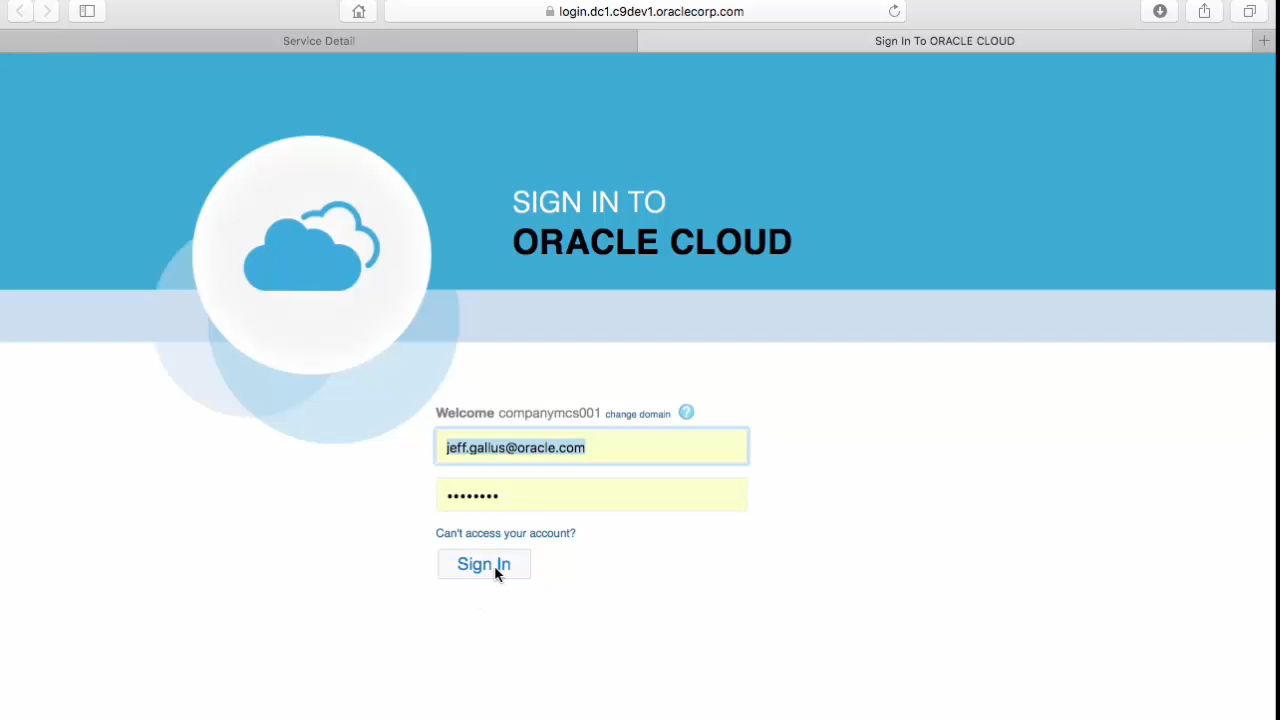 login.dc1.c9dev1.oraclecorp.com
Service Detail
Sign In To ORACLE CLOUD
SIGN IN TO
ORACLE CLOUD
Welcome companymcs001 change domain ?
jeff.gallus@oracle.com
••••••••
Can't access your account?
Sign In